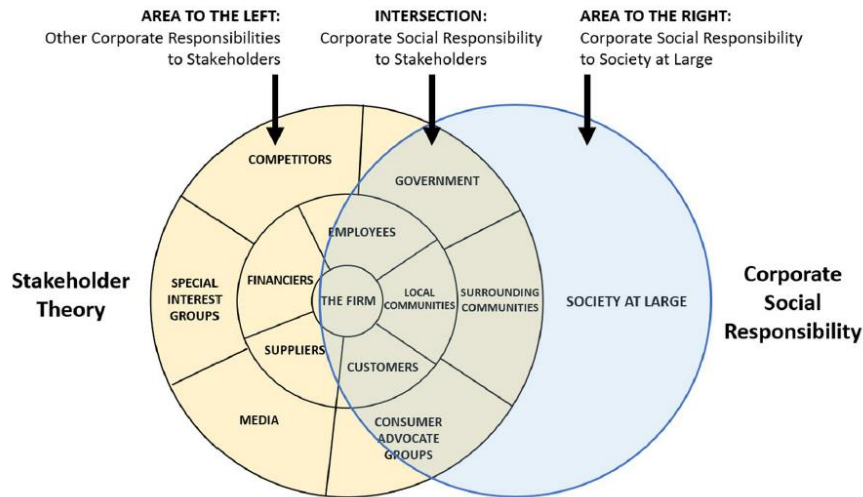 AREA TO THE LEFT:
Other Corporate Responsibilities
to Stakeholders
INTERSECTION:
Corporate Social Responsibility
to Stakeholders
AREA TO THE RIGHT:
Corporate Social Responsibility
to Society at Large
COMPETITORS
GOVERNMENT
EMPLOYEES
Stakeholder
Theory
SPECIAL
INTEREST
GROUPS
FINANCIERS
THE FIRM
LOCAL
COMMUNITIES
SURROUNDING
COMMUNITIES
SOCIETY AT LARGE
Corporate
Social
Responsibility
SUPPLIERS
CUSTOMERS
MEDIA
CONSUMER
ADVOCATE
GROUPS